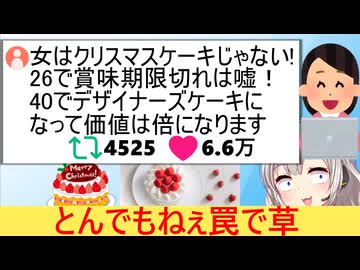 女はクリスマスケーキじゃない!
26で賞味期限切れは嘘！
40でデザイナーズケーキに
なって価値は倍になります
4525 6.6万
Merry Christmas!
とんでもねぇ罠で草